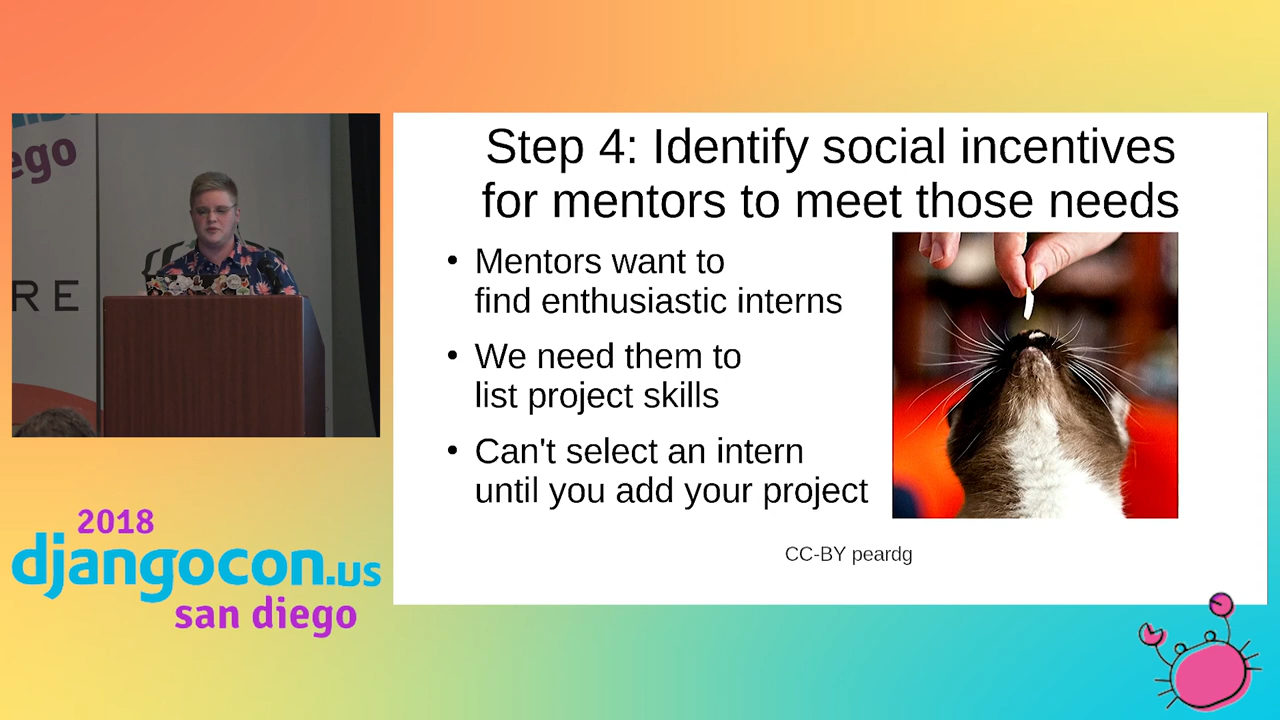 ego
RE
Step 4: Identify social incentives
for mentors to meet those needs
• Mentors want to
find enthusiastic interns
• We need them to
list project skills
• Can't select an intern
until you add your project
CC-BY peardg
2018
djangocon.us
san diego